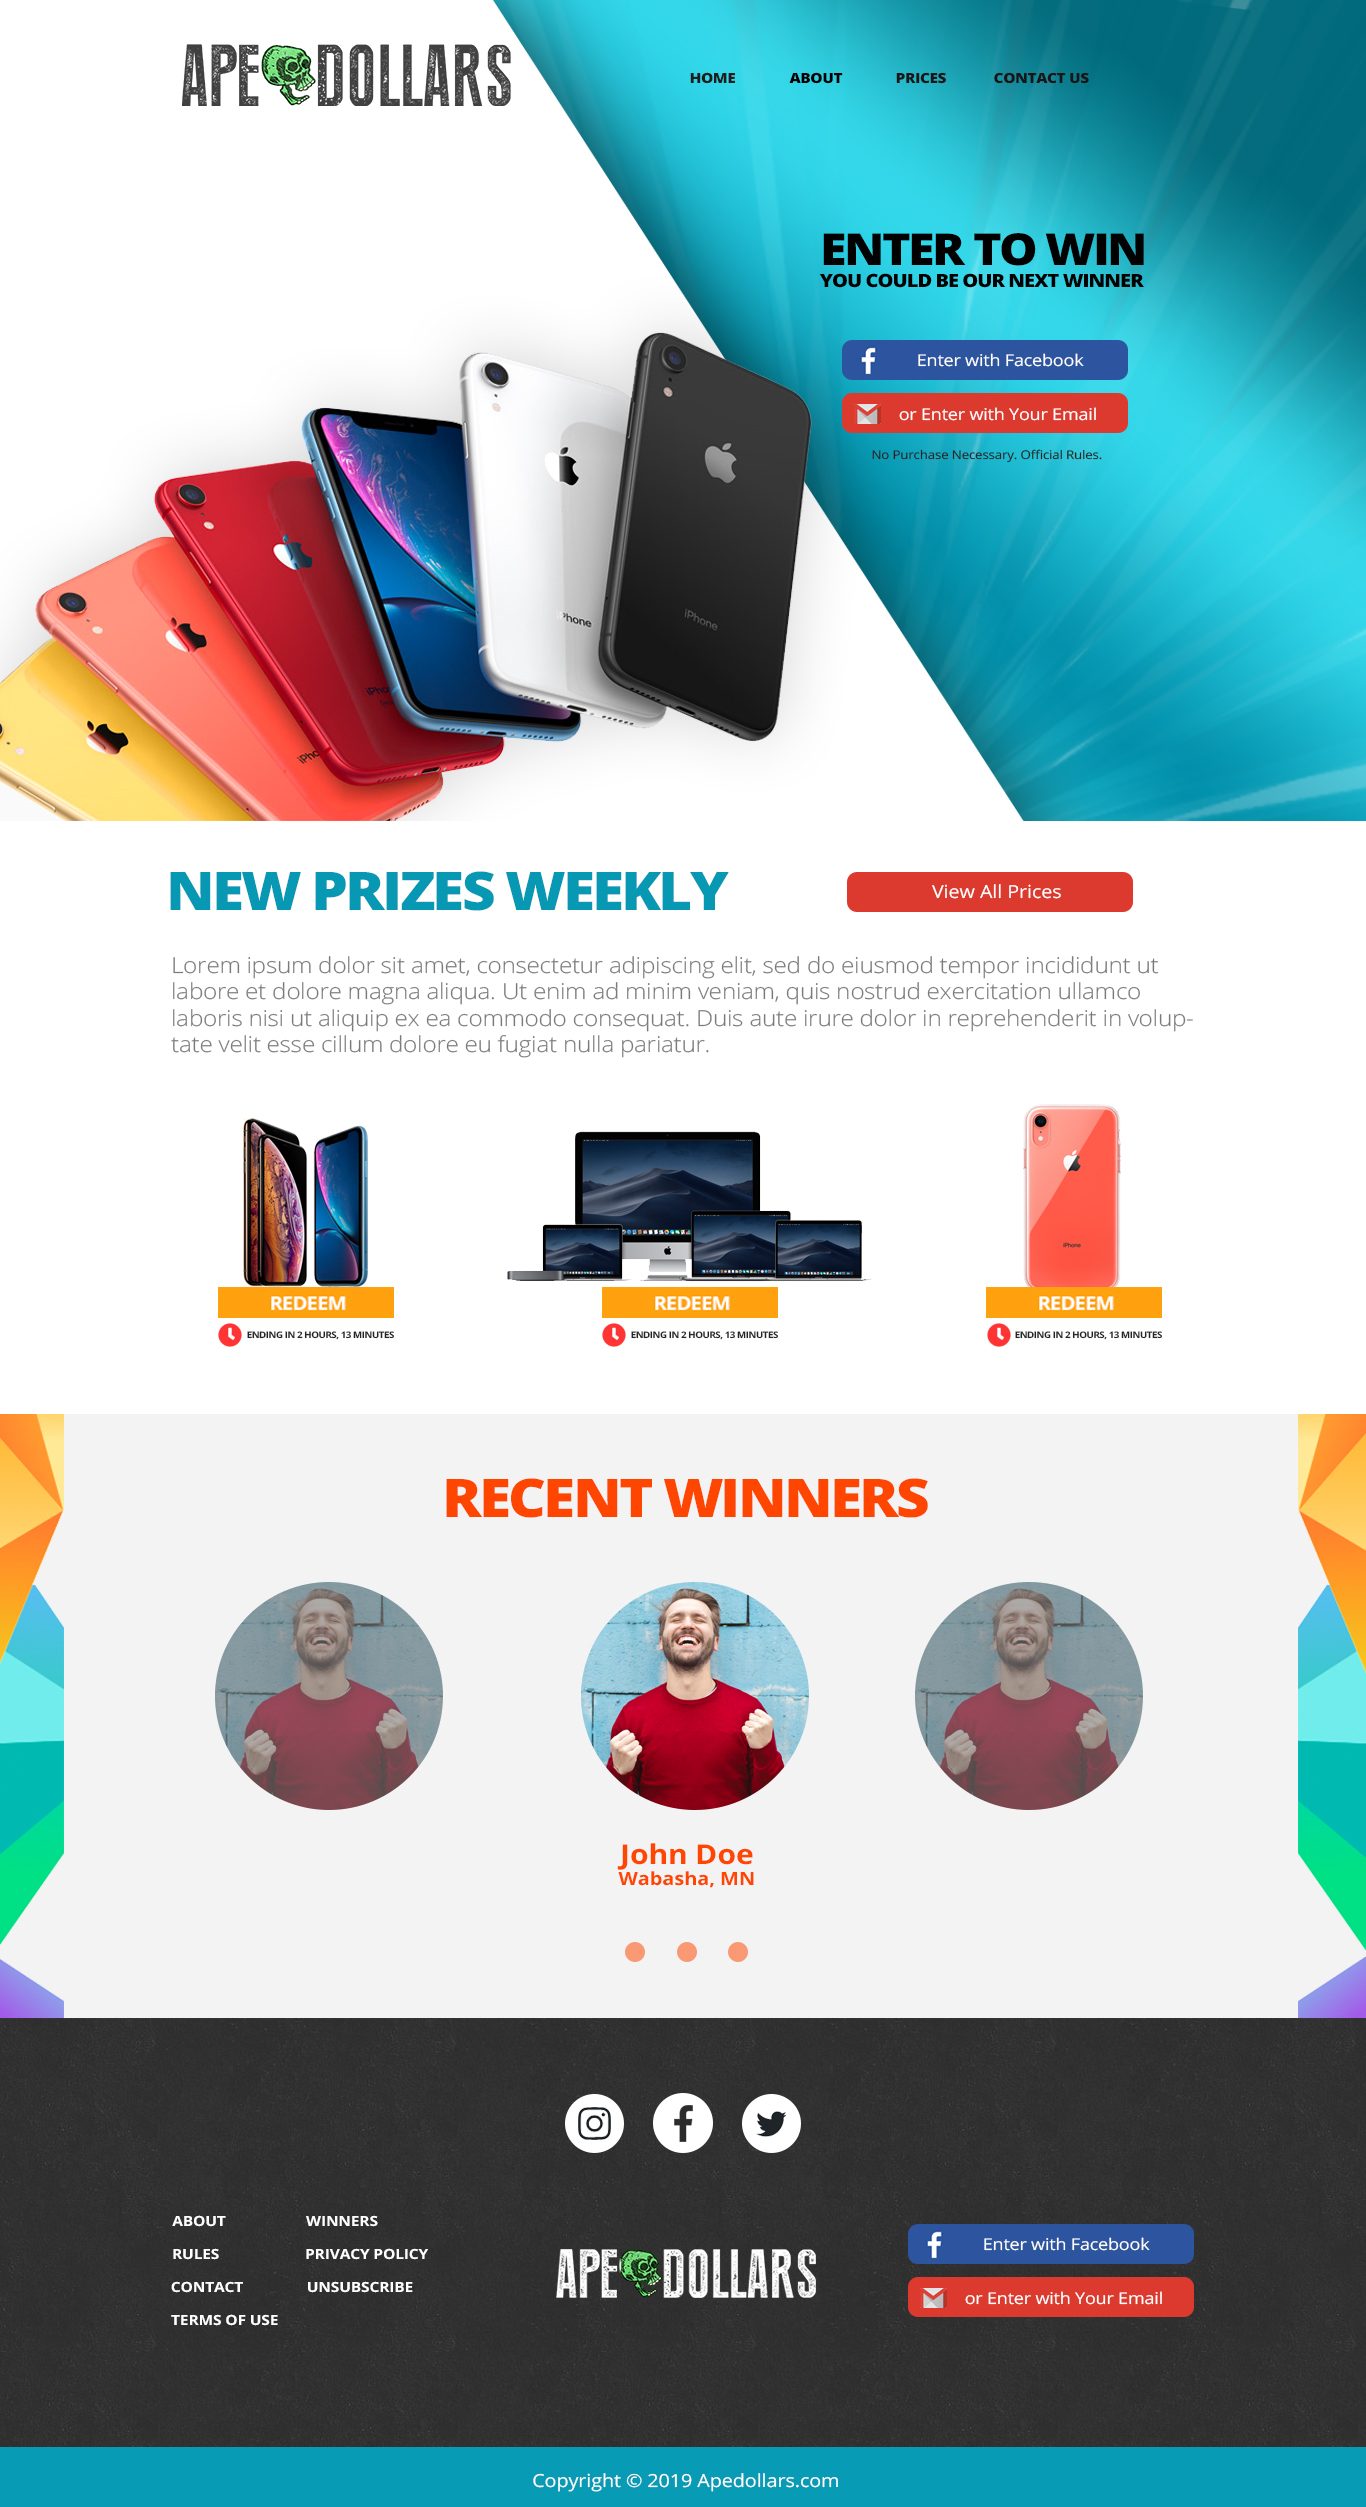 APE DOLLARS
HOME ABOUT PRICES CONTACT US
ENTER TO WIN
YOU COULD BE OUR NEXT WINNER
Enter with Facebook
or Enter with Your Email
No Purchase Necessary. Official Rules.
iPhone
iPhone
NEW PRIZES WEEKLY
View All Prices
Lorem ipsum dolor sit amet, consectetur adipiscing elit, sed do eiusmod tempor incididunt ut
labore et dolore magna aliqua. Ut enim ad minim veniam, quis nostrud exercitation ullamco
laboris nisi ut aliquip ex ea commodo consequat. Duis aute irure dolor in reprehenderit in volup-
tate velit esse cillum dolore eu fugiat nulla pariatur.
iPhone
REDEEM REDEEM REDEEM
ENDING IN 2 HOURS, 13 MINUTES ENDING IN 2 HOURS, 13 MINUTES ENDING IN 2 HOURS, 13 MINUTES
RECENT WINNERS
John Doe
Wabasha, MN
ABOUT WINNERS
RULES PRIVACY POLICY
CONTACT UNSUBSCRIBE
TERMS OF USE
APE DOLLARS
Enter with Facebook
or Enter with Your Email
Copyright © 2019 Apedollars.com